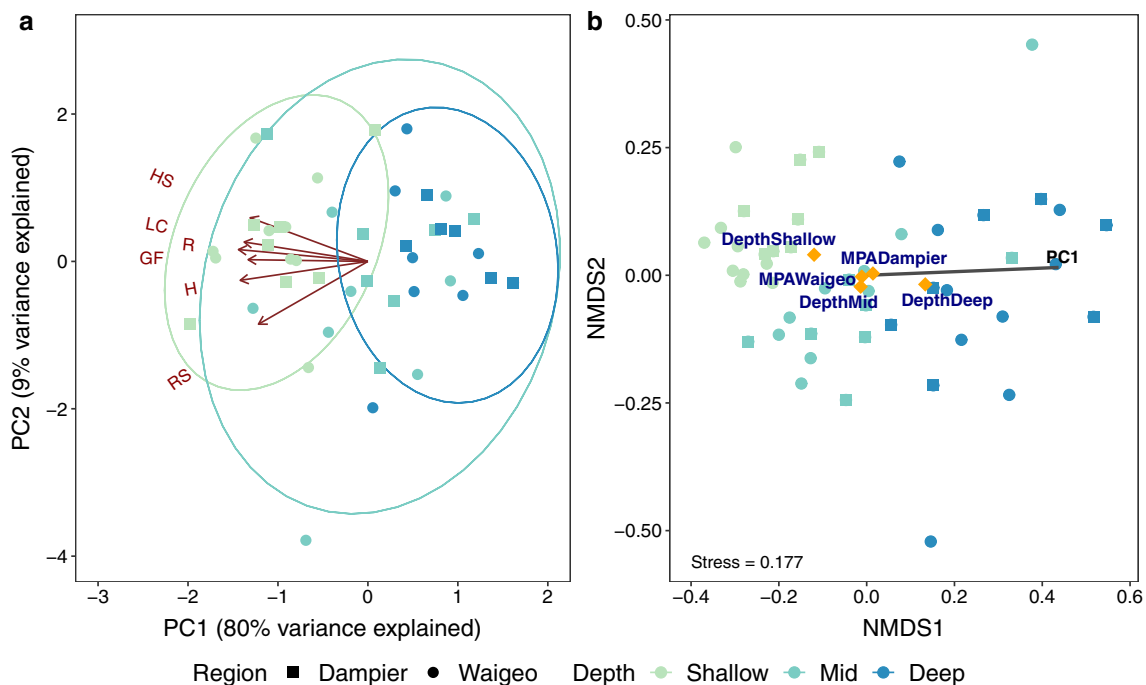 a
PC2 (9% variance explained)
2
0
−2
−4
HS
LC
R
GF
H
RS
−3
−2
−1
0
1
2
PC1 (80% variance explained)
b
NMDS2
0.50
0.25
0.00
−0.25
−0.50
DepthShallow
MPADampier
MPAWaigeo
DepthMid
DepthDeep
PC1
Stress = 0.177
−0.4
−0.2
0.0
0.2
0.4
0.6
NMDS1
Region Dampier Waigeo Depth Shallow Mid Deep